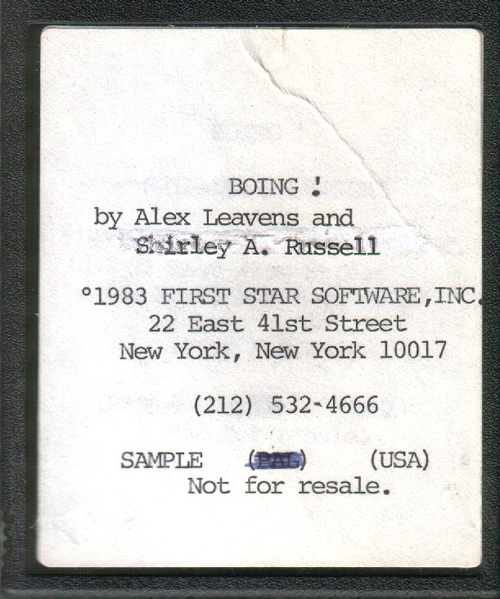 BOING !
by Alex Leavens and
Shirley A. Russell
°1983 FIRST STAR SOFTWARE,INC.
22 East 41st Street
New York, New York 10017
(212) 532-4666
SAMPLE (PAL) (USA)
Not for resale.